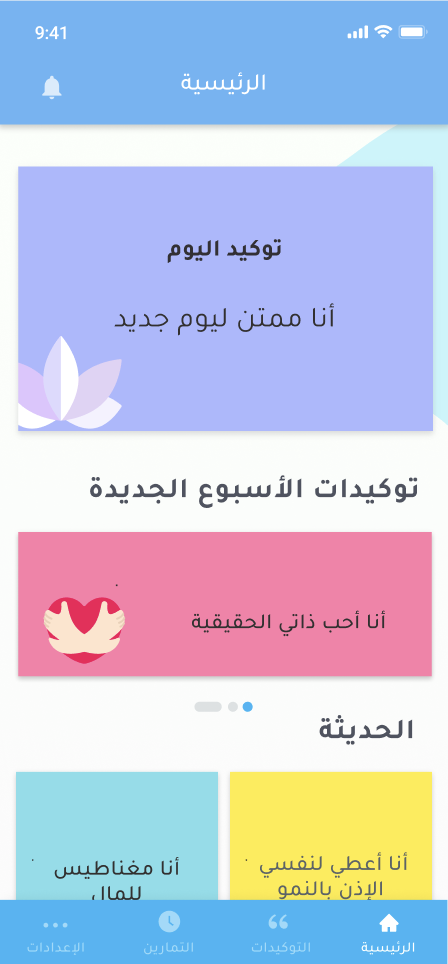 9:41
الرئيسية
توكيد اليوم
أنا ممتن ليوم جديد
توكيدات الأسبوع الجديدة
أنا أحب ذاتي الحقيقية
الحديثة
أنا أعطي لنفسي
الإذن بالنمو
أنا مغناطيس
للمال
الرئيسية
التوكيدات
التمارين
الإعدادات